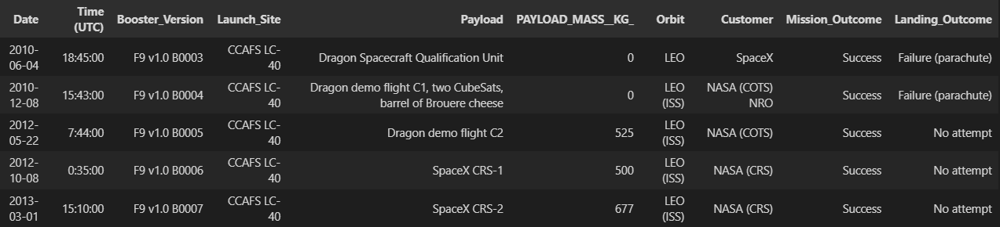 Date Time (UTC) Booster_Version Launch_Site Payload PAYLOAD_MASS__KG_ Orbit Customer Mission_Outcome Landing_Outcome
2010-06-04 18:45:00 F9 v1.0 B0003 CCAFS LC-40 Dragon Spacecraft Qualification Unit 0 LEO SpaceX Success Failure (parachute)
2010-12-08 15:43:00 F9 v1.0 B0004 CCAFS LC-40 Dragon demo flight C1, two CubeSats, barrel of Brouere cheese 0 LEO (ISS) NASA (COTS) NRO Success Failure (parachute)
2012-05-22 7:44:00 F9 v1.0 B0005 CCAFS LC-40 Dragon demo flight C2 525 LEO (ISS) NASA (COTS) Success No attempt
2012-10-08 0:35:00 F9 v1.0 B0006 CCAFS LC-40 SpaceX CRS-1 500 LEO (ISS) NASA (CRS) Success No attempt
2013-03-01 15:10:00 F9 v1.0 B0007 CCAFS LC-40 SpaceX CRS-2 677 LEO (ISS) NASA (CRS) Success No attempt